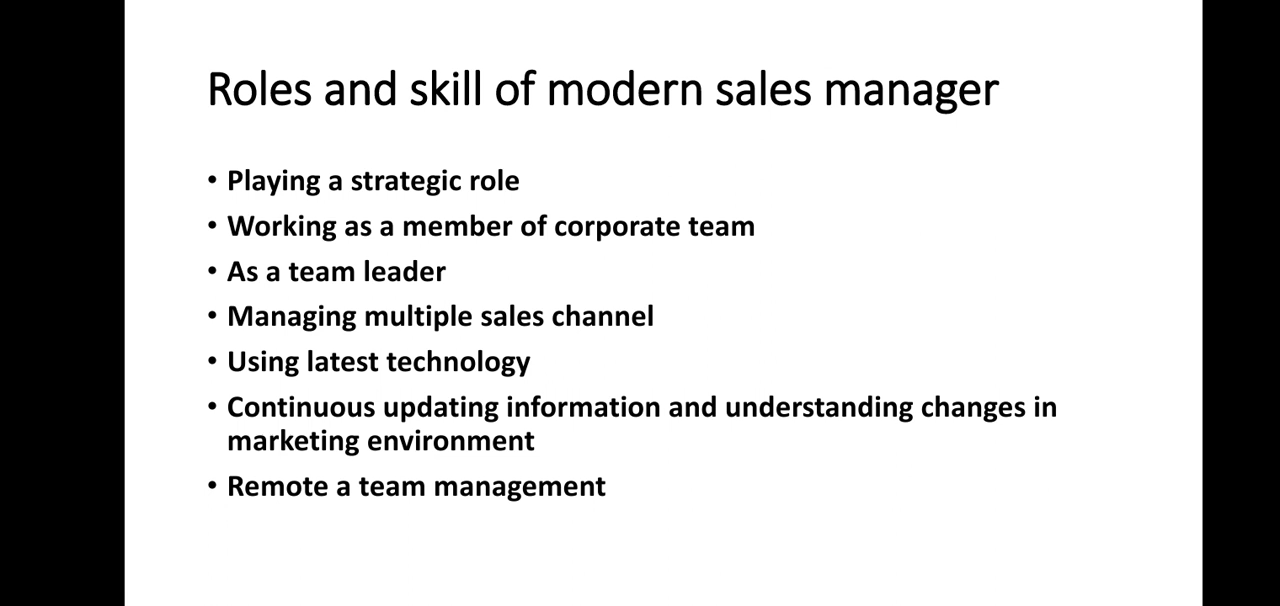 Roles and skill of modern sales manager
• Playing a strategic role
• Working as a member of corporate team
• As a team leader
• Managing multiple sales channel
• Using latest technology
• Continuous updating information and understanding changes in
marketing environment
• Remote a team management